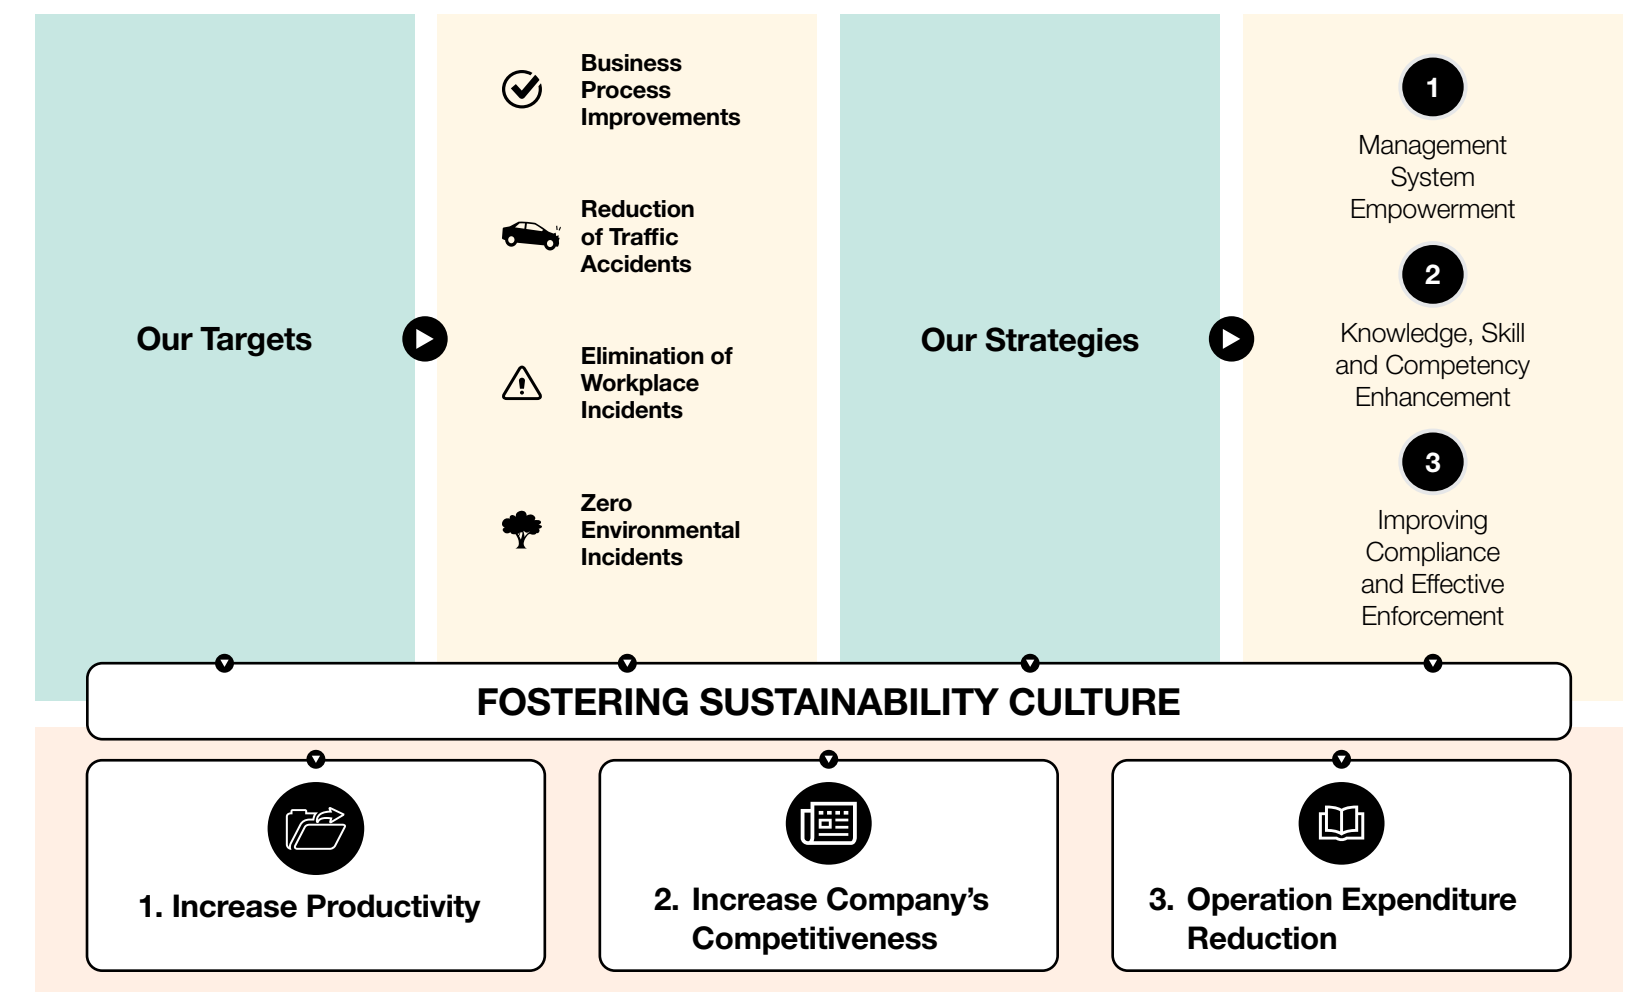 Our Targets
Business
Process
Improvements
Reduction
of Traffic
Accidents
Elimination of
Workplace
Incidents
Zero
Environmental
Incidents
Our Strategies
1
Management
System
Empowerment
2
Knowledge, Skill
and Competency
Enhancement
3
Improving
Compliance
and Effective
Enforcement
FOSTERING SUSTAINABILITY CULTURE
1. Increase Productivity
2. Increase Company’s
Competitiveness
3. Operation Expenditure
Reduction